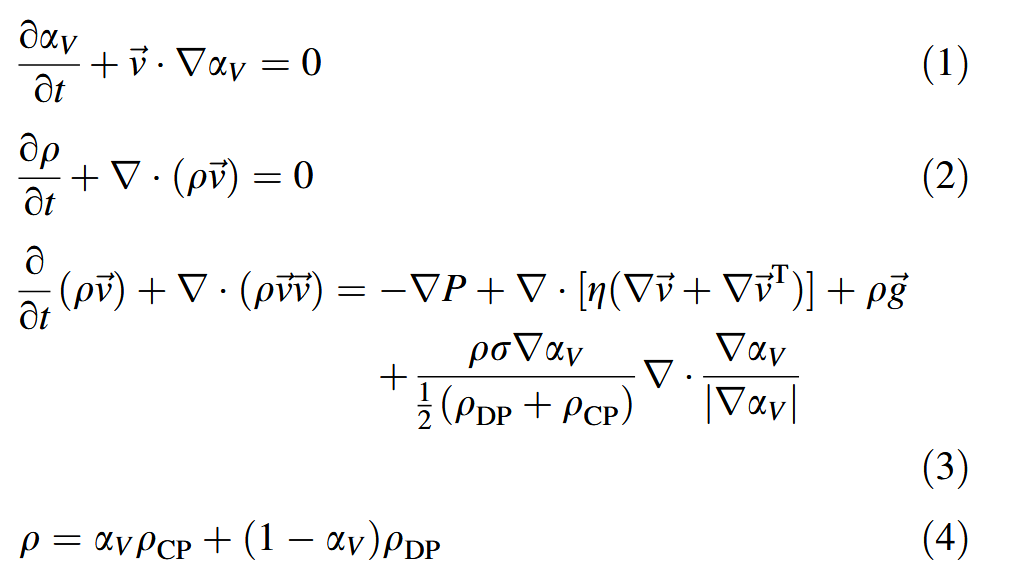 ∂α_V/∂t + v⃗ · ∇α_V = 0 (1)
∂ρ/∂t + ∇ · (ρv⃗) = 0 (2)
∂/∂t (ρv⃗) + ∇ · (ρv⃗v⃗) = −∇P + ∇ · [η(∇v⃗ + ∇v⃗^T)] + ρg⃗
+ ρσ∇α_V / ½(ρ_DP + ρ_CP) ∇ · ∇α_V/|∇α_V|
(3)
ρ = α_V ρ_CP + (1 − α_V)ρ_DP (4)